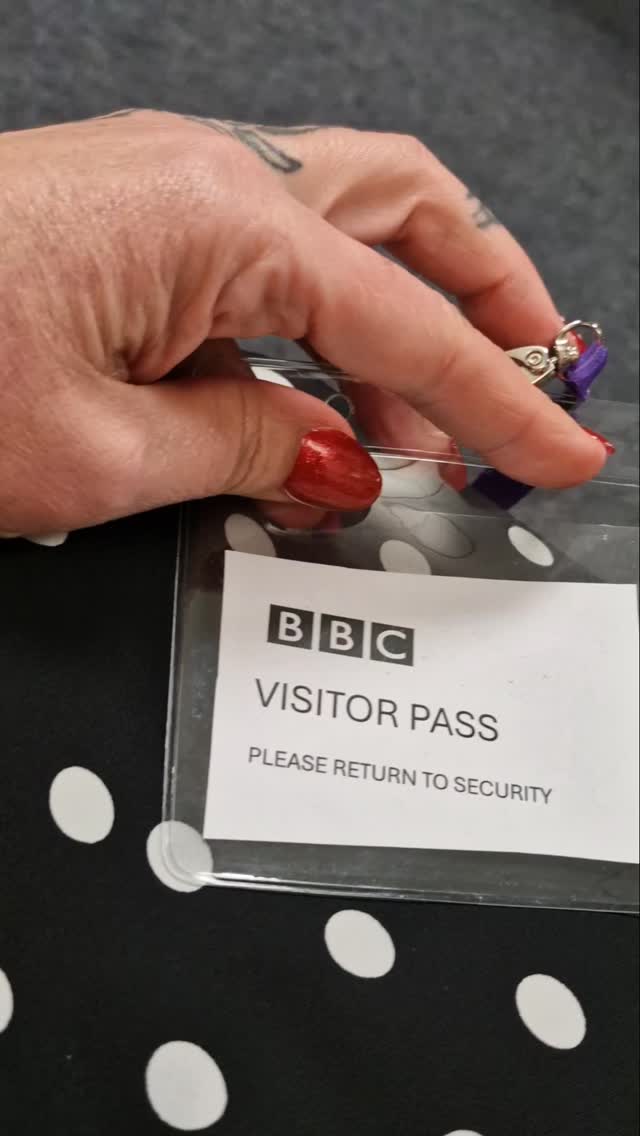 BBC
VISITOR PASS
PLEASE RETURN TO SECURITY